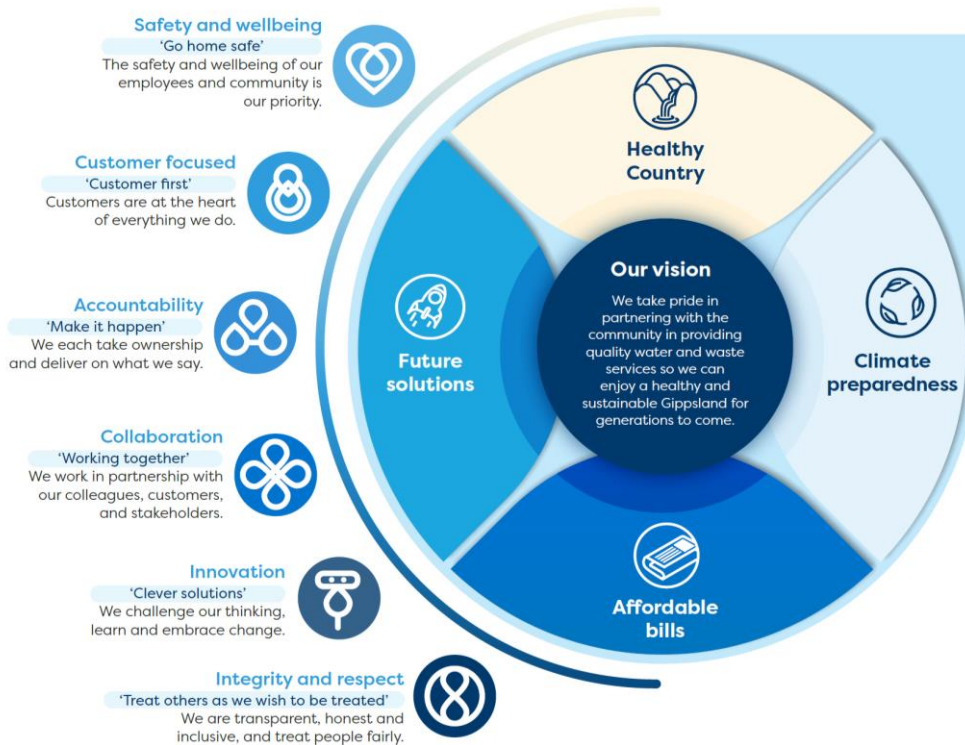 Safety and wellbeing
‘Go home safe’
The safety and wellbeing of our
employees and community is
our priority.
Customer focused
‘Customer first’
Customers are at the heart
of everything we do.
Accountability
‘Make it happen’
We each take ownership
and deliver on what we say.
Collaboration
‘Working together’
We work in partnership with
our colleagues, customers,
and stakeholders.
Innovation
‘Clever solutions’
We challenge our thinking,
learn and embrace change.
Integrity and respect
‘Treat others as we wish to be treated’
We are transparent, honest and
inclusive, and treat people fairly.
Healthy
Country
Future
solutions
Our vision
We take pride in
partnering with the
community in providing
quality water and waste
services so we can
enjoy a healthy and
sustainable Gippsland for
generations to come.
Climate
preparedness
Affordable
bills